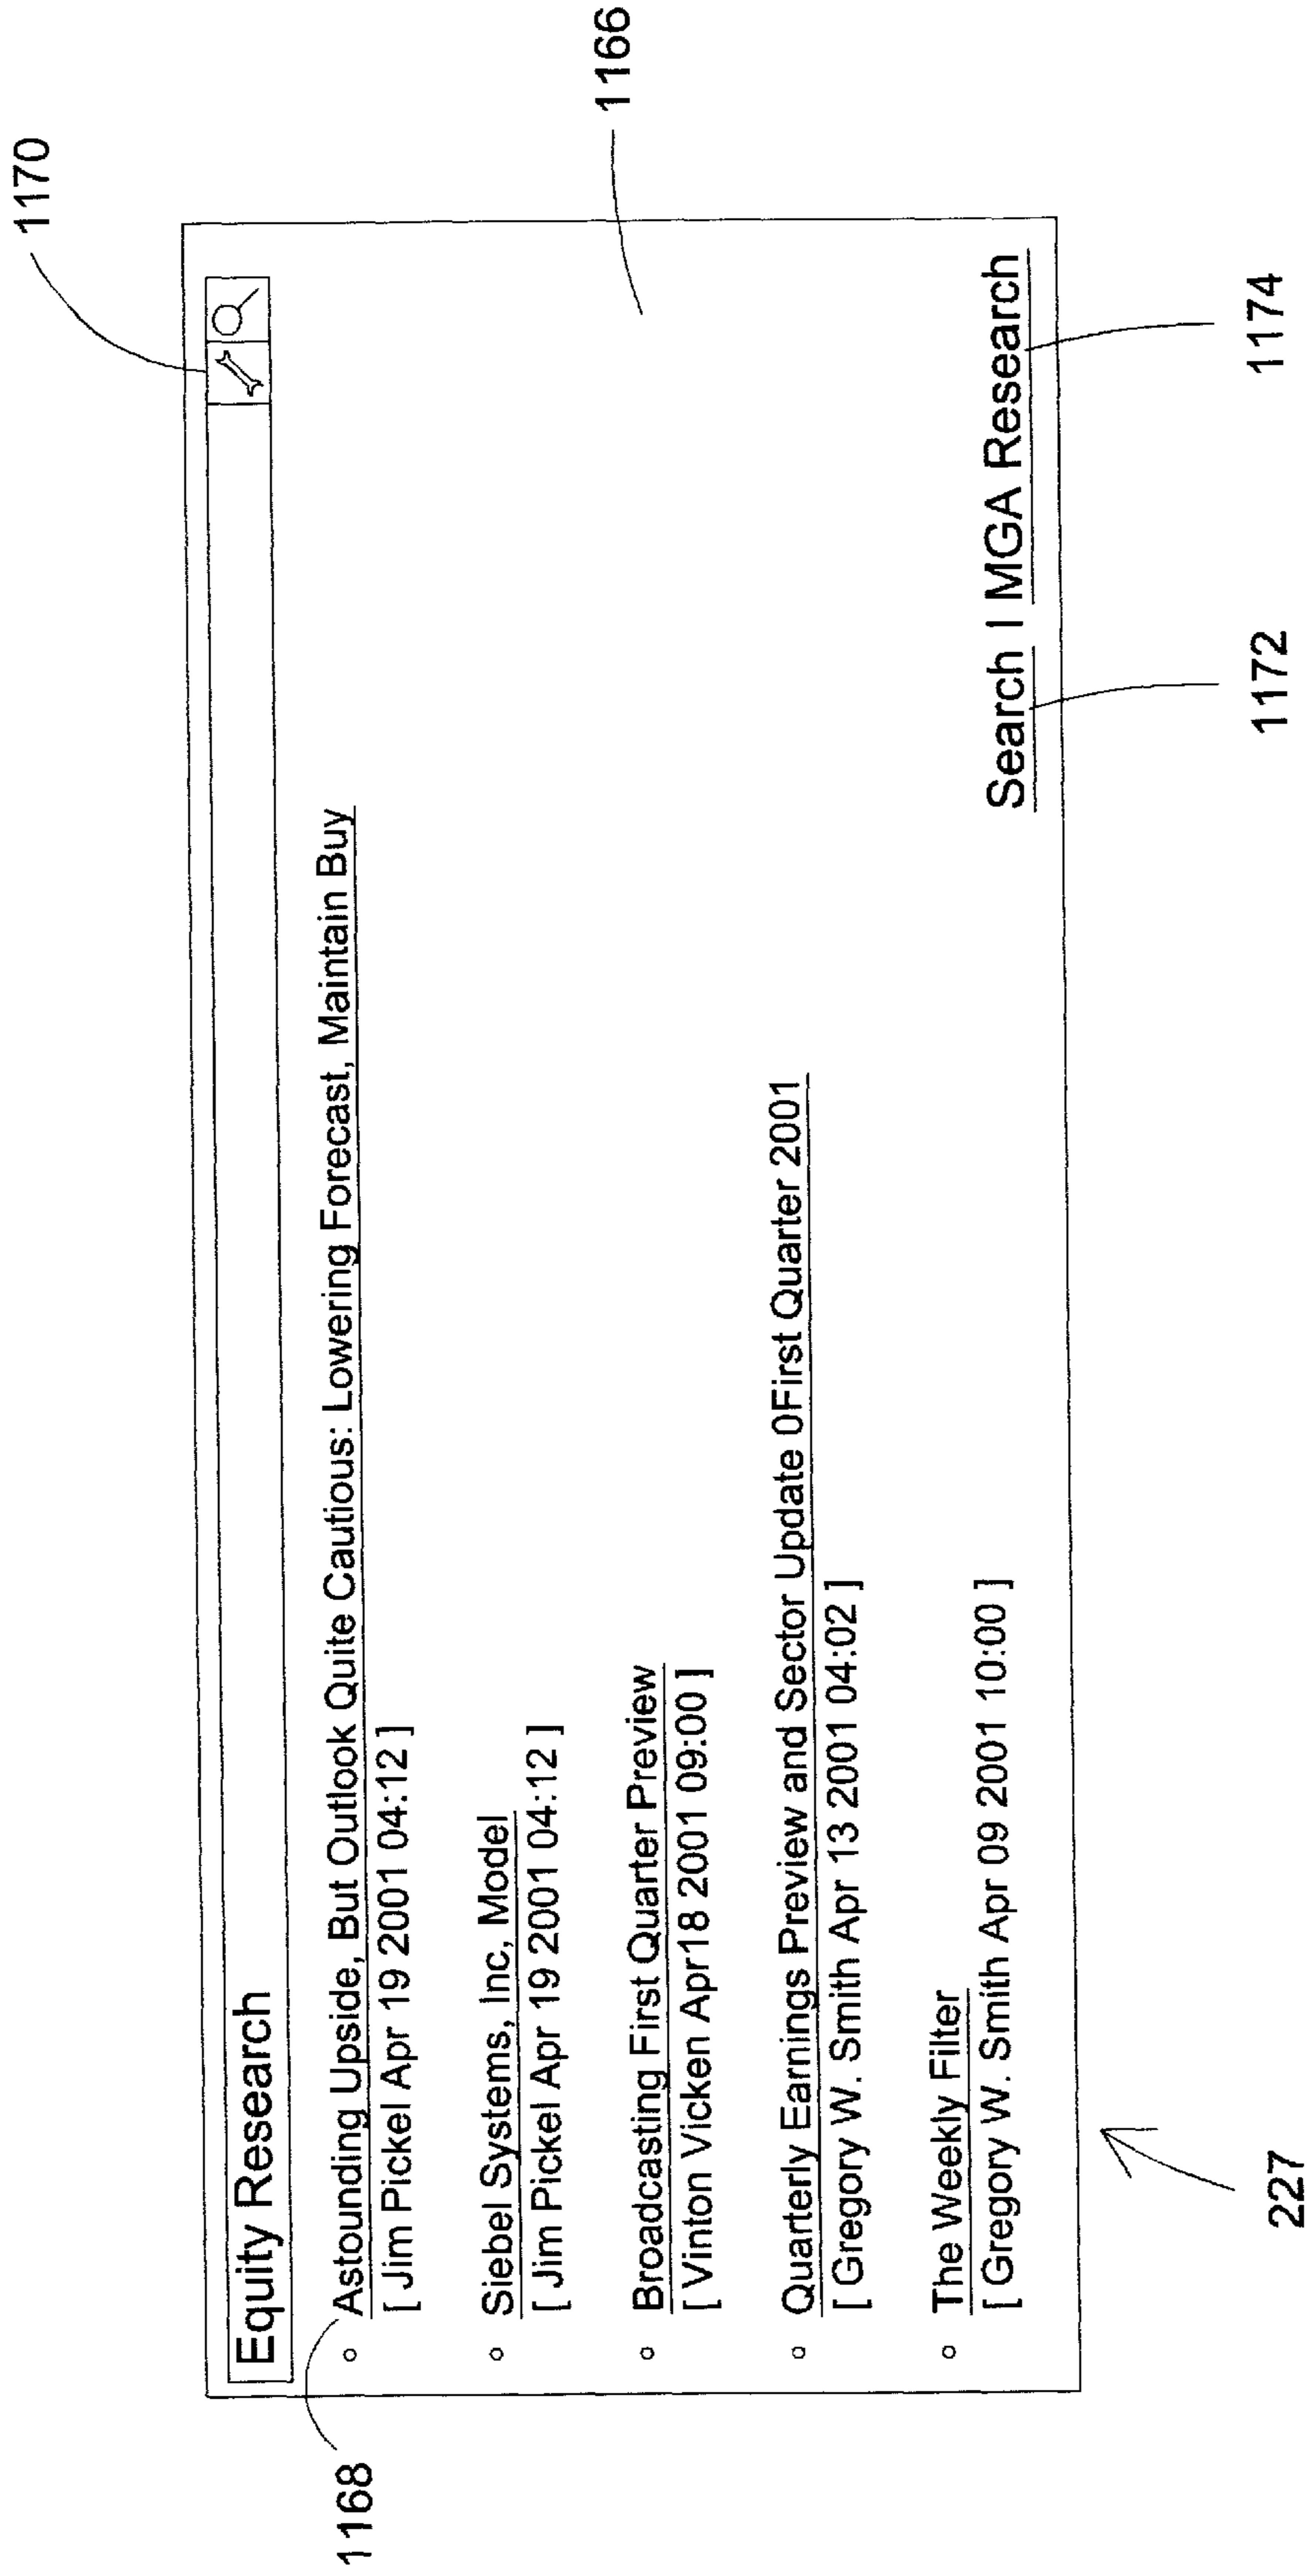 1170
Equity Research
1168
Astounding Upside, But Outlook Quite Cautious: Lowering Forecast, Maintain Buy
[ Jim Pickel Apr 19 2001 04:12 ]
Siebel Systems, Inc, Model
[ Jim Pickel Apr 19 2001 04:12 ]
1166
Broadcasting First Quarter Preview
[ Vinton Vicken Apr18 2001 09:00 ]
Quarterly Earnings Preview and Sector Update 0First Quarter 2001
[ Gregory W. Smith Apr 13 2001 04:02 ]
The Weekly Filter
[ Gregory W. Smith Apr 09 2001 10:00 ]
Search | MGA Research
227
1172
1174